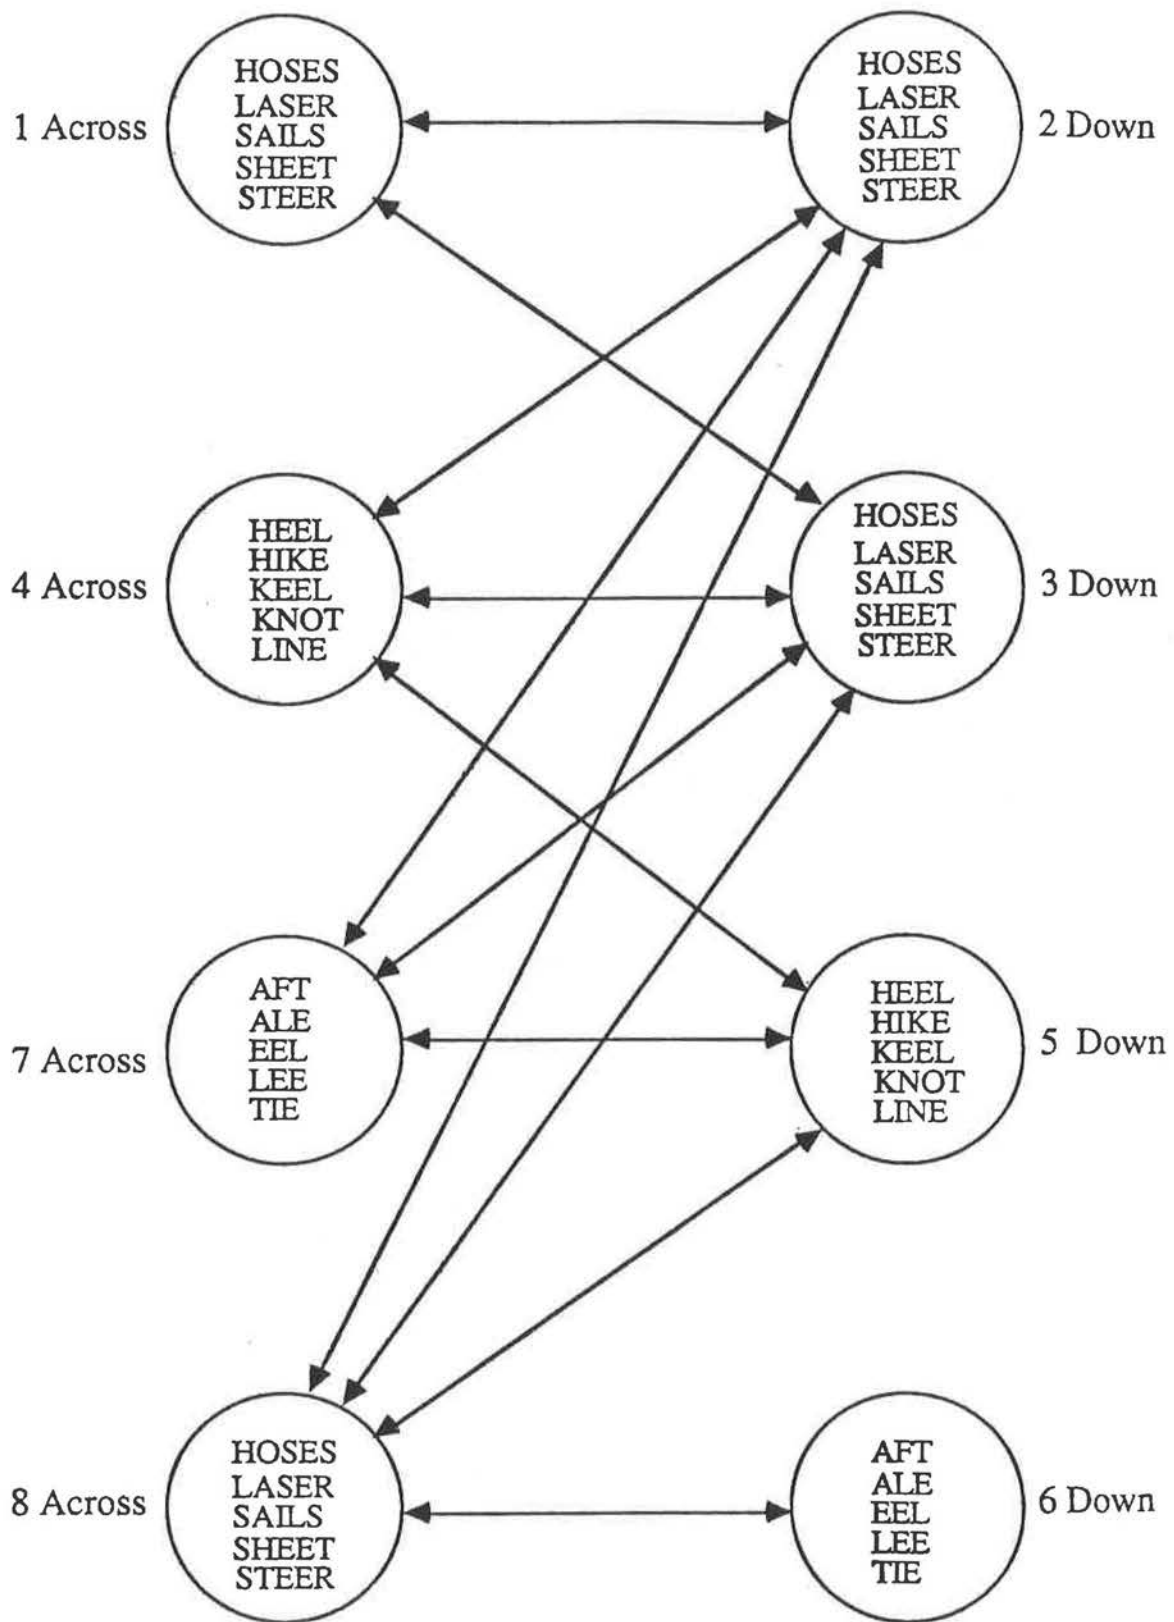 1 Across
HOSES
LASER
SAILS
SHEET
STEER
HOSES
LASER
SAILS
SHEET
STEER
2 Down
4 Across
HEEL
HIKE
KEEL
KNOT
LINE
HOSES
LASER
SAILS
SHEET
STEER
3 Down
7 Across
AFT
ALE
EEL
LEE
TIE
HEEL
HIKE
KEEL
KNOT
LINE
5 Down
8 Across
HOSES
LASER
SAILS
SHEET
STEER
AFT
ALE
EEL
LEE
TIE
6 Down